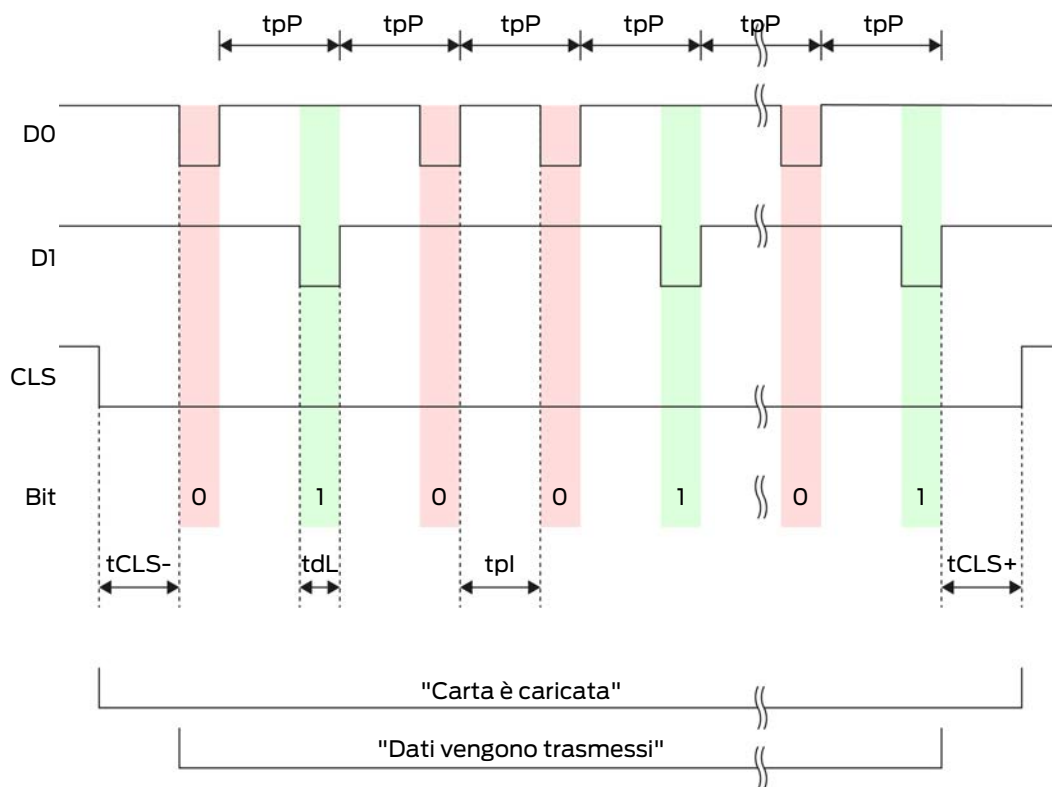 tpP tpP tpP tpP tpP tpP
D0
D1
CLS
Bit 0 1 0 0 1 0 1
tCLS- tdL tpI tCLS+
"Carta è caricata"
"Dati vengono trasmessi"